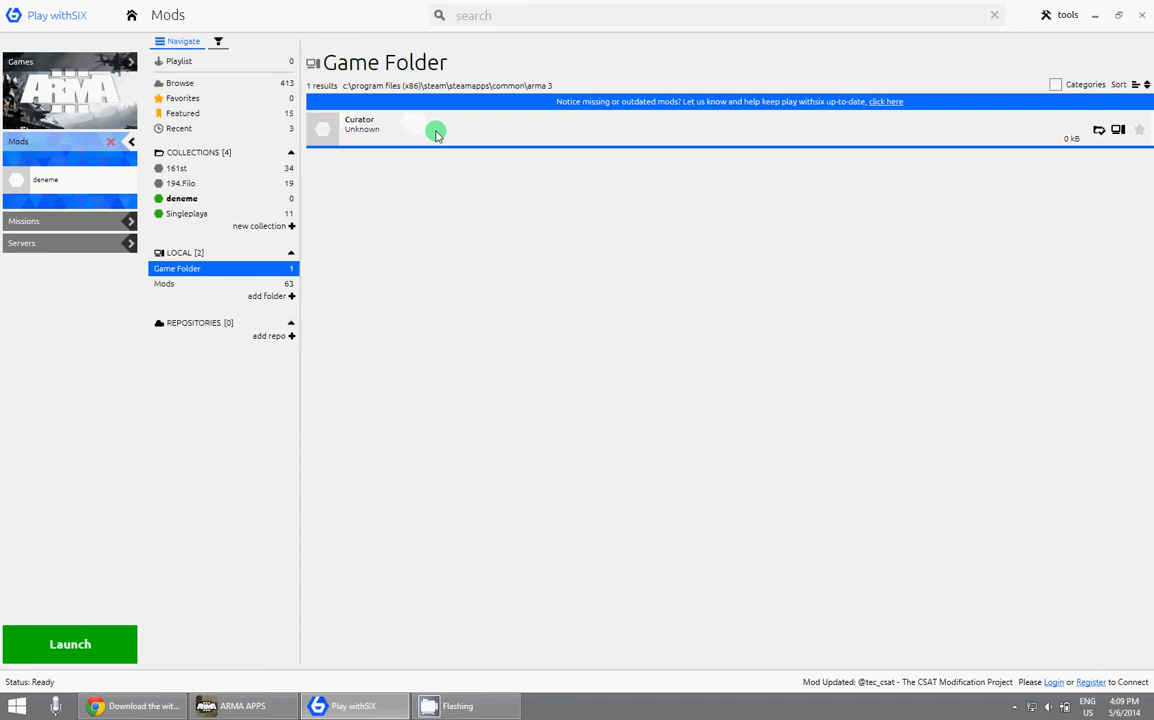 Play withSIX
Mods
search
tools
Navigate
Games
ARMA
Mods
deneme
Missions
Servers
Launch
Playlist 0
Browse 413
Favorites 0
Featured 15
Recent 3
COLLECTIONS [4]
161st 34
194.Filo 19
deneme 0
Singleplaya 11
new collection
LOCAL [2]
Game Folder 1
Mods 63
add folder
REPOSITORIES [0]
add repo
Game Folder
1 results c:\program files (x86)\steam\steamapps\common\arma 3
Categories Sort
Notice missing or outdated mods? Let us know and help keep play withsix up-to-date, click here
Curator
Unknown
0 kB
Status: Ready
Mod Updated: @tec_csat - The CSAT Modification Project Please Login or Register to Connect
Download the wit...
ARMA APPS
Play withSIX
Flashing
ENG
US
4:09 PM
5/6/2014